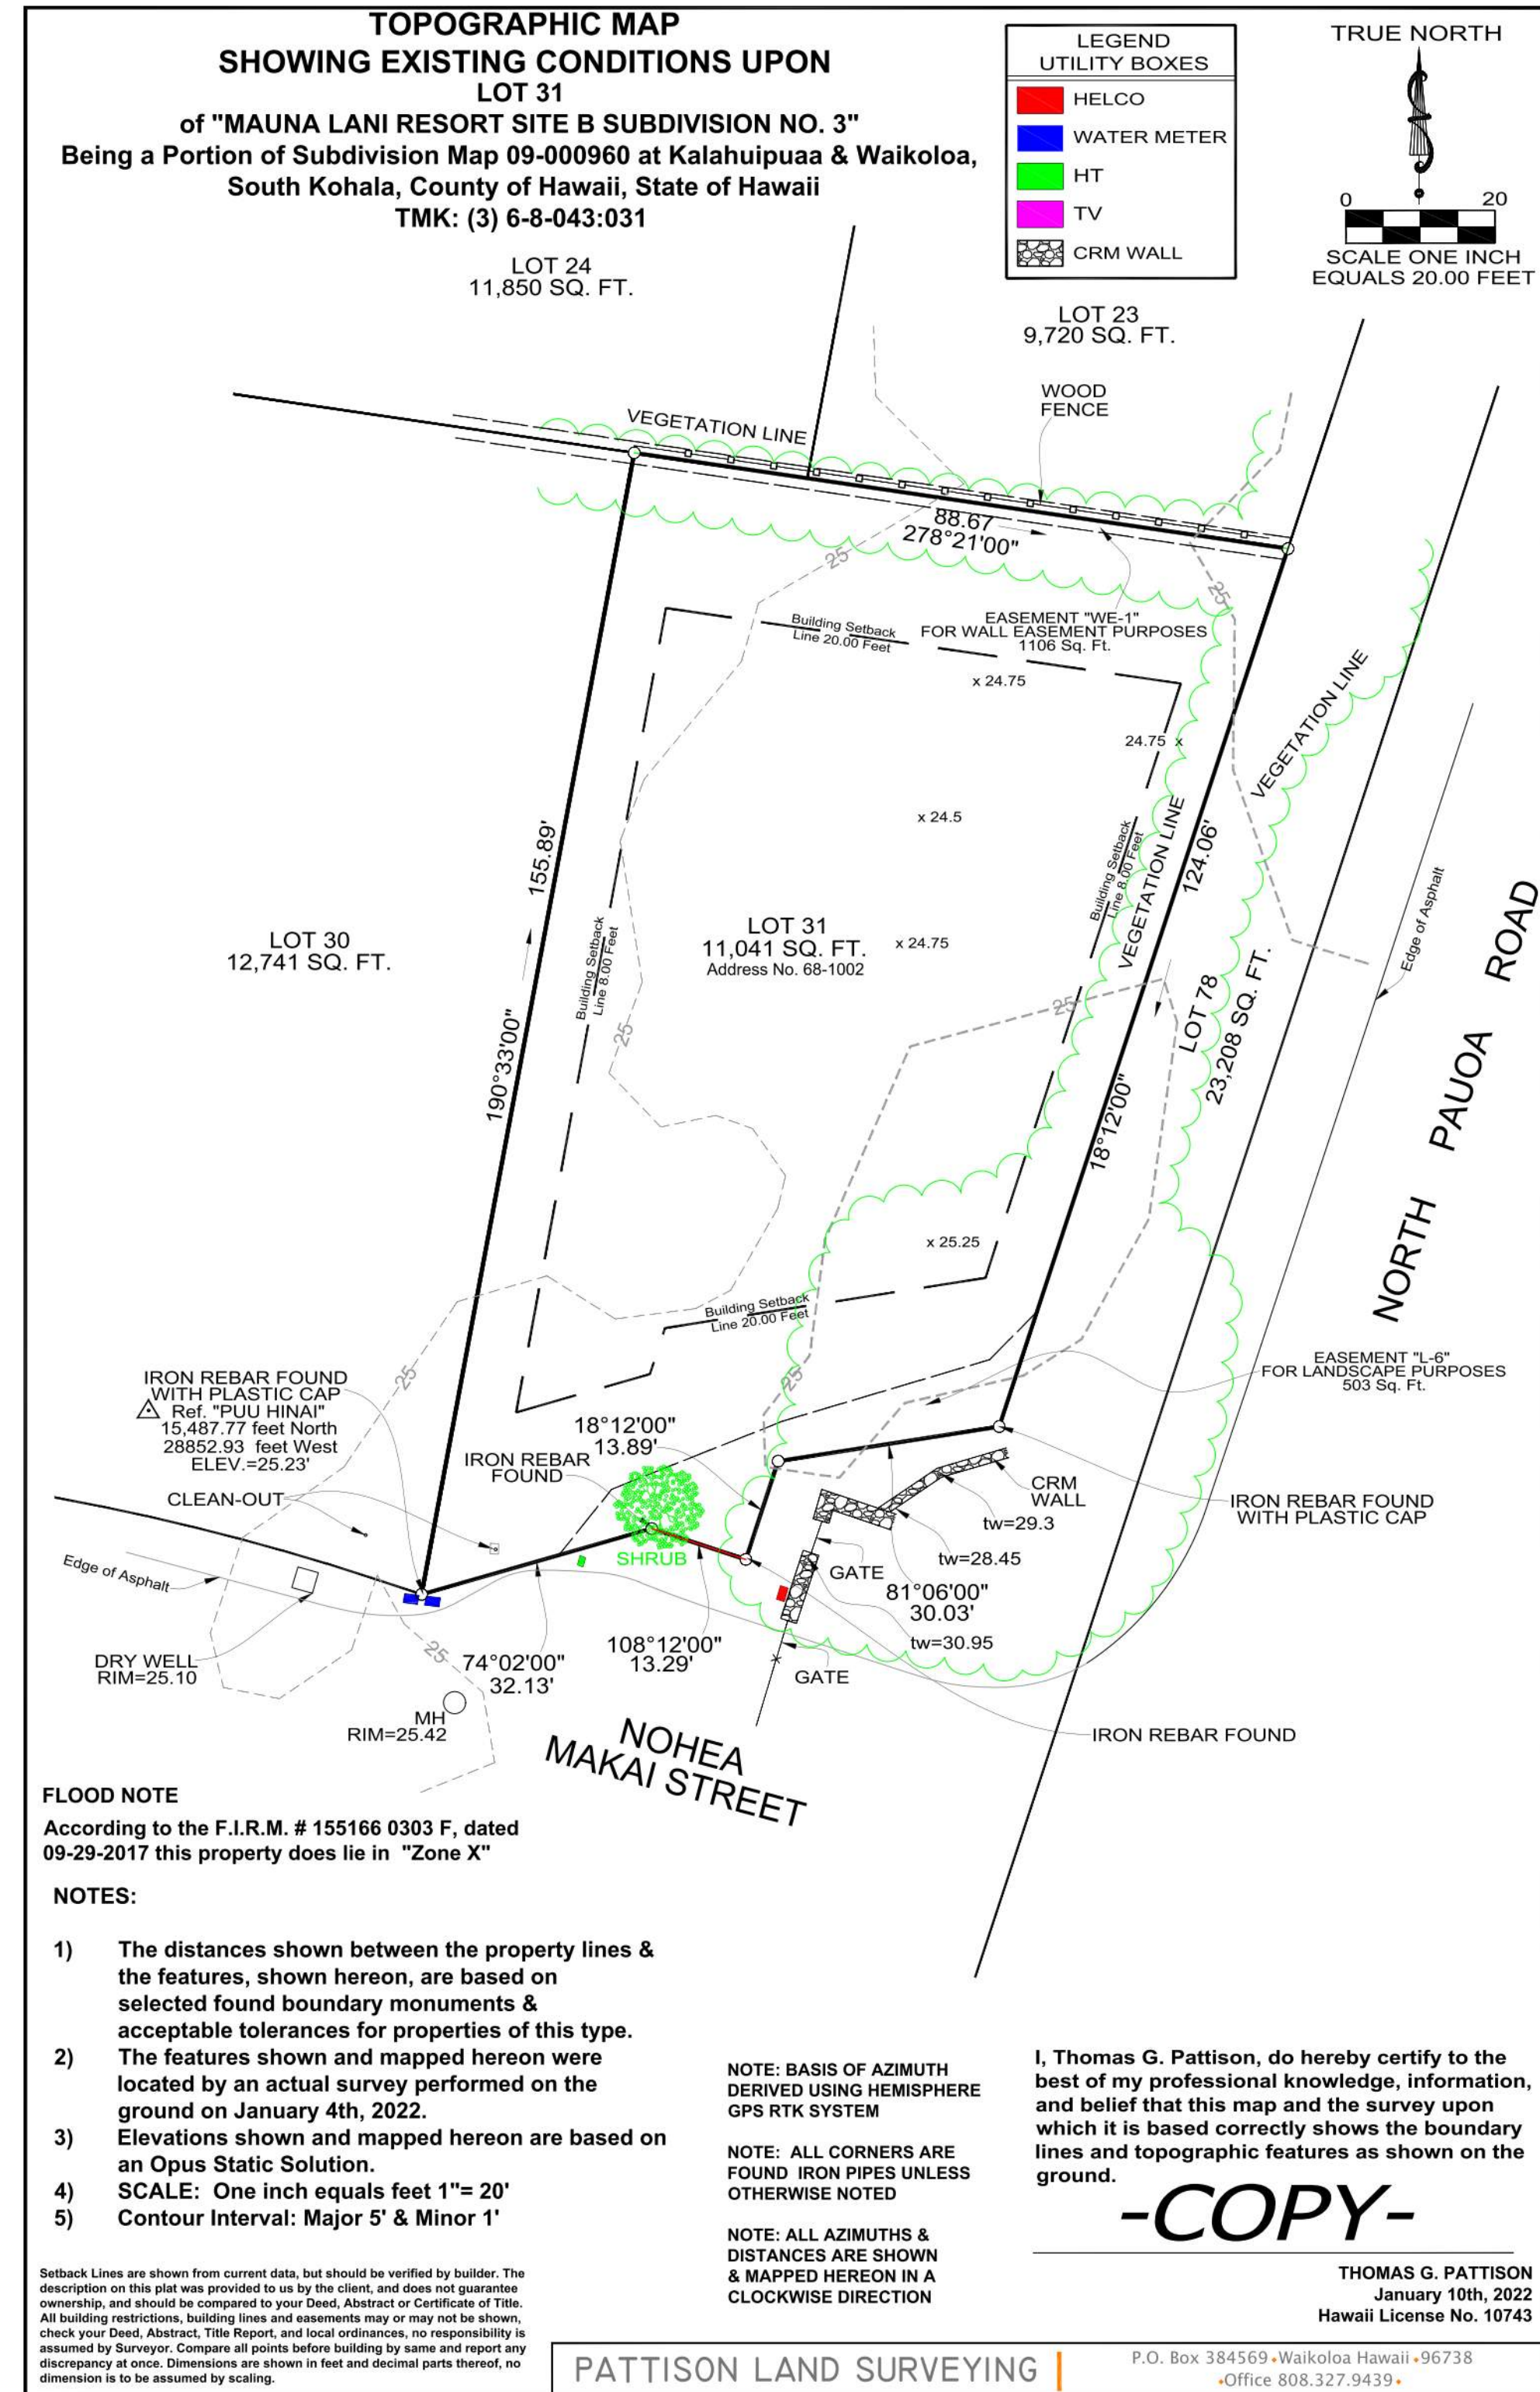 TOPOGRAPHIC MAP
SHOWING EXISTING CONDITIONS UPON
LOT 31
of "MAUNA LANI RESORT SITE B SUBDIVISION NO. 3"
Being a Portion of Subdivision Map 09-000960 at Kalahuipuaa & Waikoloa,
South Kohala, County of Hawaii, State of Hawaii
TMK: (3) 6-8-043:031
LEGEND
UTILITY BOXES
HELCO
WATER METER
HT
TV
CRM WALL
TRUE NORTH
0 20
SCALE ONE INCH
EQUALS 20.00 FEET
LOT 24
11,850 SQ. FT.
LOT 23
9,720 SQ. FT.
WOOD
FENCE
VEGETATION LINE
88.67
278°21'00"
25
25
EASEMENT "WE-1"
FOR WALL EASEMENT PURPOSES
1106 Sq. Ft.
Building Setback
Line 20.00 Feet
x 24.75
24.75 x
VEGETATION LINE
x 24.5
155.89'
190°33'00"
Building Setback
Line 8.00 Feet
VEGETATION LINE
124.06'
18°12'00"
Edge of Asphalt
NORTH PAUOA ROAD
LOT 30
12,741 SQ. FT.
Building Setback
Line 8.00 Feet
LOT 31
11,041 SQ. FT.
Address No. 68-1002
x 24.75
LOT 78
23,208 SQ. FT.
25
25
x 25.25
Building Setback
Line 20.00 Feet
EASEMENT "L-6"
FOR LANDSCAPE PURPOSES
503 Sq. Ft.
25
25
IRON REBAR FOUND
WITH PLASTIC CAP
Ref. "PUU HINAI"
15,487.77 feet North
28852.93 feet West
ELEV.=25.23'
18°12'00"
13.89'
IRON REBAR
FOUND
CLEAN-OUT
CRM
WALL
tw=29.3
IRON REBAR FOUND
WITH PLASTIC CAP
SHRUB
tw=28.45
GATE
81°06'00"
30.03'
Edge of Asphalt
tw=30.95
DRY WELL
RIM=25.10
25
74°02'00"
32.13'
108°12'00"
13.29'
GATE
MH
RIM=25.42
IRON REBAR FOUND
NOHEA
MAKAI STREET
FLOOD NOTE
According to the F.I.R.M. # 155166 0303 F, dated
09-29-2017 this property does lie in "Zone X"
NOTES:
1) The distances shown between the property lines &
the features, shown hereon, are based on
selected found boundary monuments &
acceptable tolerances for properties of this type.
2) The features shown and mapped hereon were
located by an actual survey performed on the
ground on January 4th, 2022.
3) Elevations shown and mapped hereon are based on
an Opus Static Solution.
4) SCALE: One inch equals feet 1"= 20'
5) Contour Interval: Major 5' & Minor 1'
Setback Lines are shown from current data, but should be verified by builder. The
description on this plat was provided to us by the client, and does not guarantee
ownership, and should be compared to your Deed, Abstract or Certificate of Title.
All building restrictions, building lines and easements may or may not be shown,
check your Deed, Abstract, Title Report, and local ordinances, no responsibility is
assumed by Surveyor. Compare all points before building by same and report any
discrepancy at once. Dimensions are shown in feet and decimal parts thereof, no
dimension is to be assumed by scaling.
NOTE: BASIS OF AZIMUTH
DERIVED USING HEMISPHERE
GPS RTK SYSTEM
NOTE: ALL CORNERS ARE
FOUND IRON PIPES UNLESS
OTHERWISE NOTED
NOTE: ALL AZIMUTHS &
DISTANCES ARE SHOWN
& MAPPED HEREON IN A
CLOCKWISE DIRECTION
I, Thomas G. Pattison, do hereby certify to the
best of my professional knowledge, information,
and belief that this map and the survey upon
which it is based correctly shows the boundary
lines and topographic features as shown on the
ground.
-COPY-
THOMAS G. PATTISON
January 10th, 2022
Hawaii License No. 10743
PATTISON LAND SURVEYING
P.O. Box 384569 • Waikoloa Hawaii • 96738
•Office 808.327.9439•